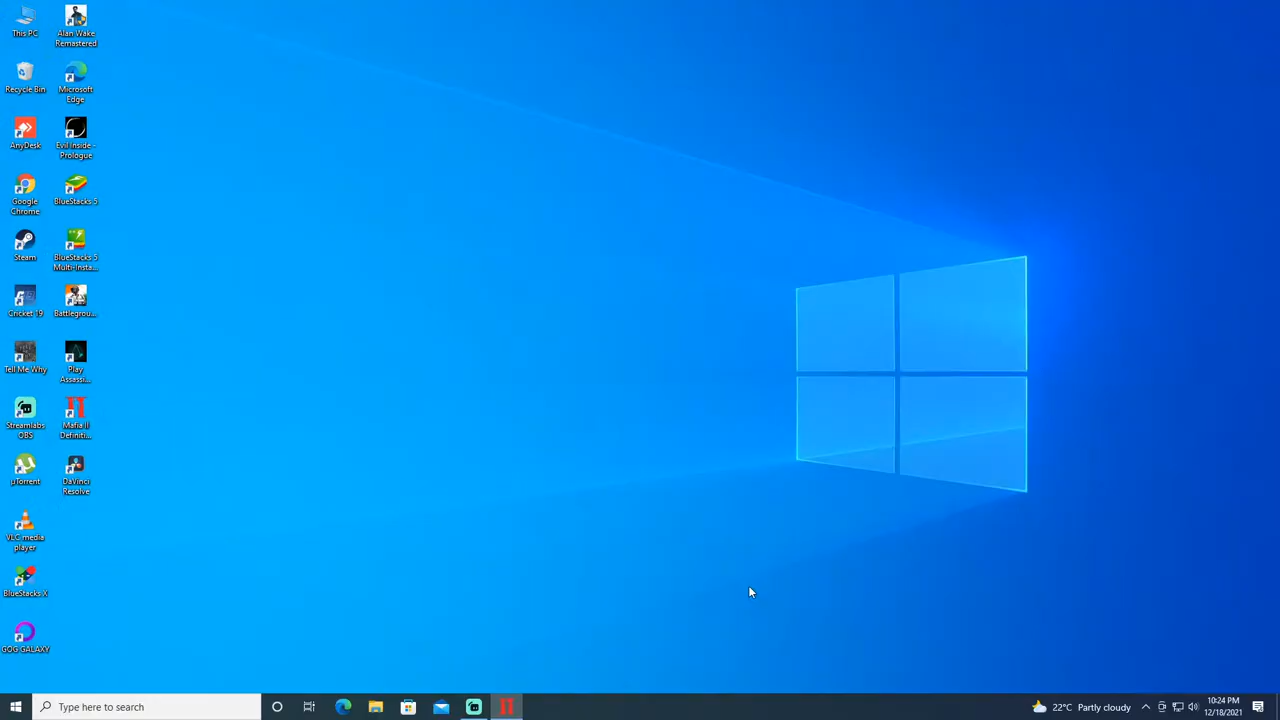 This PC
Alan Wake
Remastered
Recycle Bin
Microsoft
Edge
AnyDesk
Evil Inside -
Prologue
Google
Chrome
BlueStacks 5
Steam
BlueStacks 5
Multi-Insta...
Cricket 19
Battlegrou...
Tell Me Why
Play
Assassi...
Streamlabs
OBS
Mafia II
Definiti...
µTorrent
DaVinci
Resolve
VLC media
player
BlueStacks X
GOG GALAXY
Type here to search
22°C Partly cloudy
10:24 PM
12/18/2021